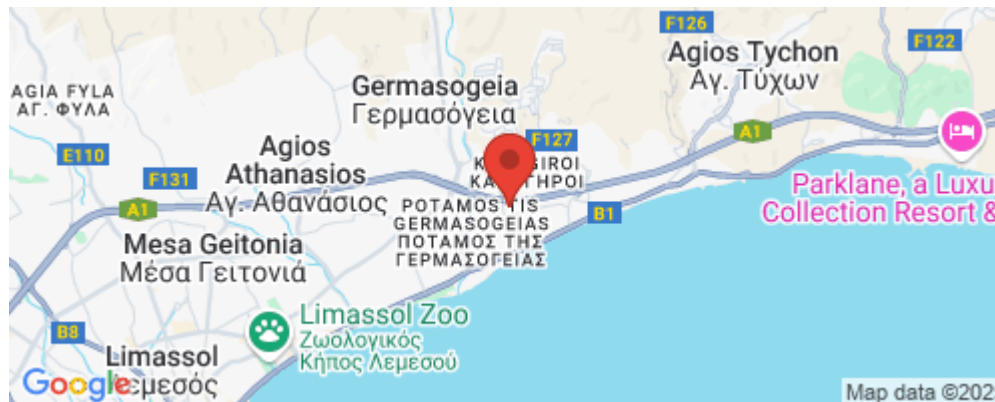 F126
F122
Agios Tychon
Αγ. Τύχων
Germasogeia
Γερμασόγεια
AGIA FYLA
ΑΓ. ΦΥΛΑ
A1
F127
E110
Agios
Athanasios
Αγ. Αθανάσιος
F131
Parklane, a Luxu
Collection Resort &
A1
POTAMOS TIS
GERMASOGEIAS
ΠΟΤΑΜΟΣ ΤΗΣ
ΓΕΡΜΑΣΟΓΕΙΑΣ
B1
Mesa Geitonia
Μέσα Γειτονιά
Limassol Zoo
Ζωολογικός
Κήπος Λεμεσού
B8
Limassol
Google
Map data ©202